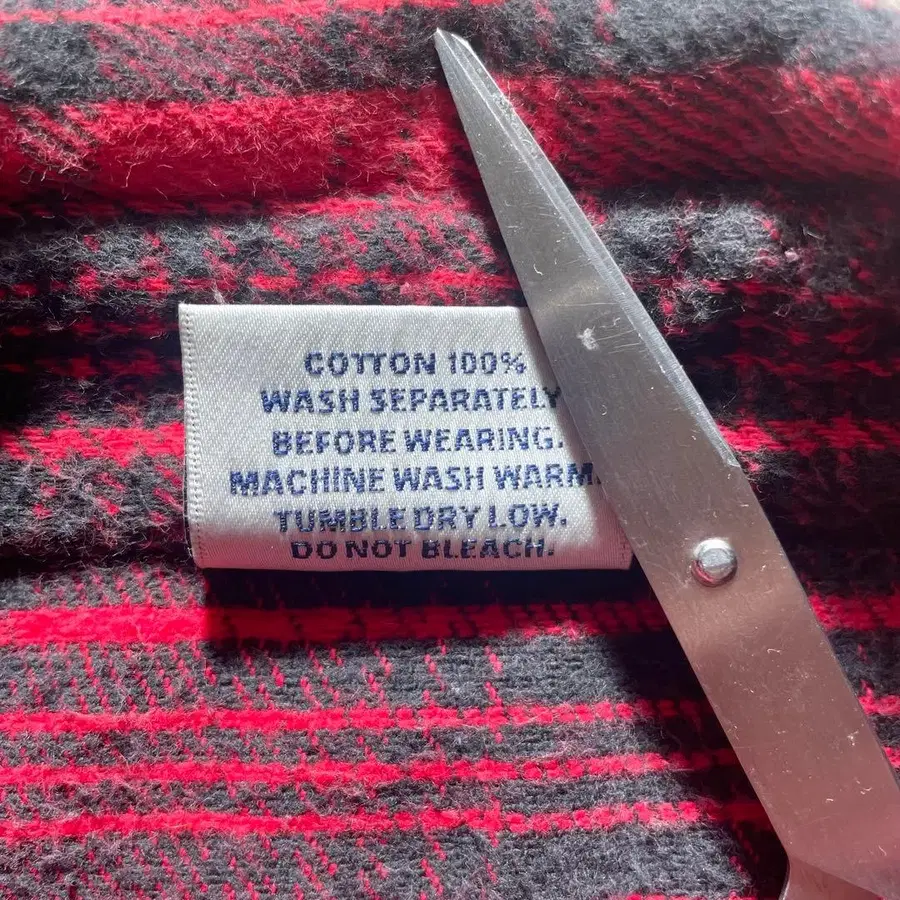 COTTON 100%
WASH SEPARATELY
BEFORE WEARING.
MACHINE WASH WARM.
TUMBLE DRY LOW.
DO NOT BLEACH.